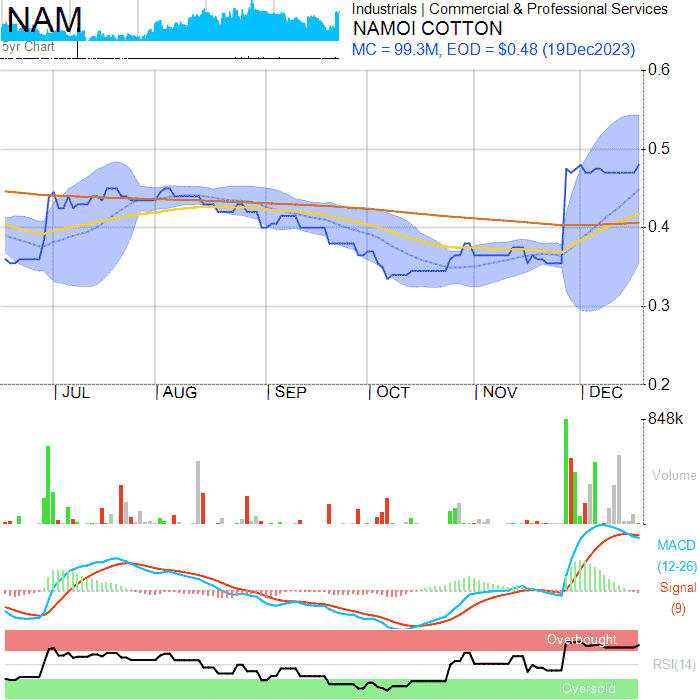 NAM
5yr Chart
Industrials | Commercial & Professional Services
NAMOI COTTON
MC = 99.3M, EOD = $0.48 (19Dec2023)
0.6
0.5
0.4
0.3
0.2
JUL
AUG
SEP
OCT
NOV
DEC
848k
Volume
MACD
(12-26)
Signal
(9)
Overbought
RSI(14)
Oversold